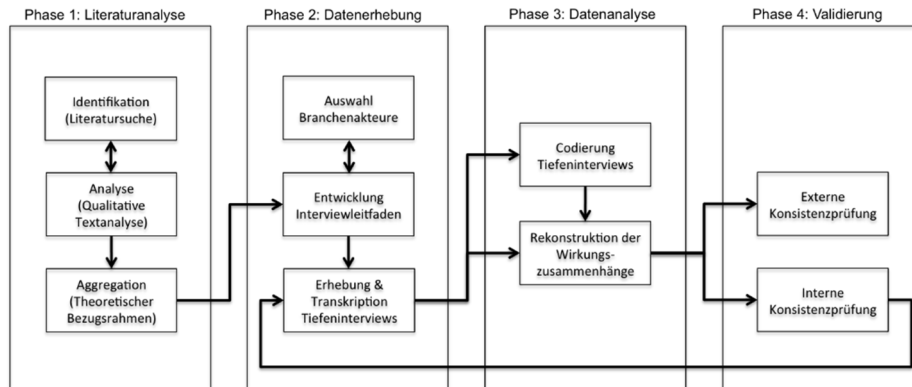 Phase 1: Literaturanalyse
Identifikation
(Literatursuche)
Analyse
(Qualitative
Textanalyse)
Aggregation
(Theoretischer
Bezugsrahmen)
Phase 2: Datenerhebung
Auswahl
Branchenakteure
Entwicklung
Interviewleitfaden
Erhebung &
Transkription
Tiefeninterviews
Phase 3: Datenanalyse
Codierung
Tiefeninterviews
Rekonstruktion der
Wirkungs-
zusammenhänge
Phase 4: Validierung
Externe
Konsistenzprüfung
Interne
Konsistenzprüfung